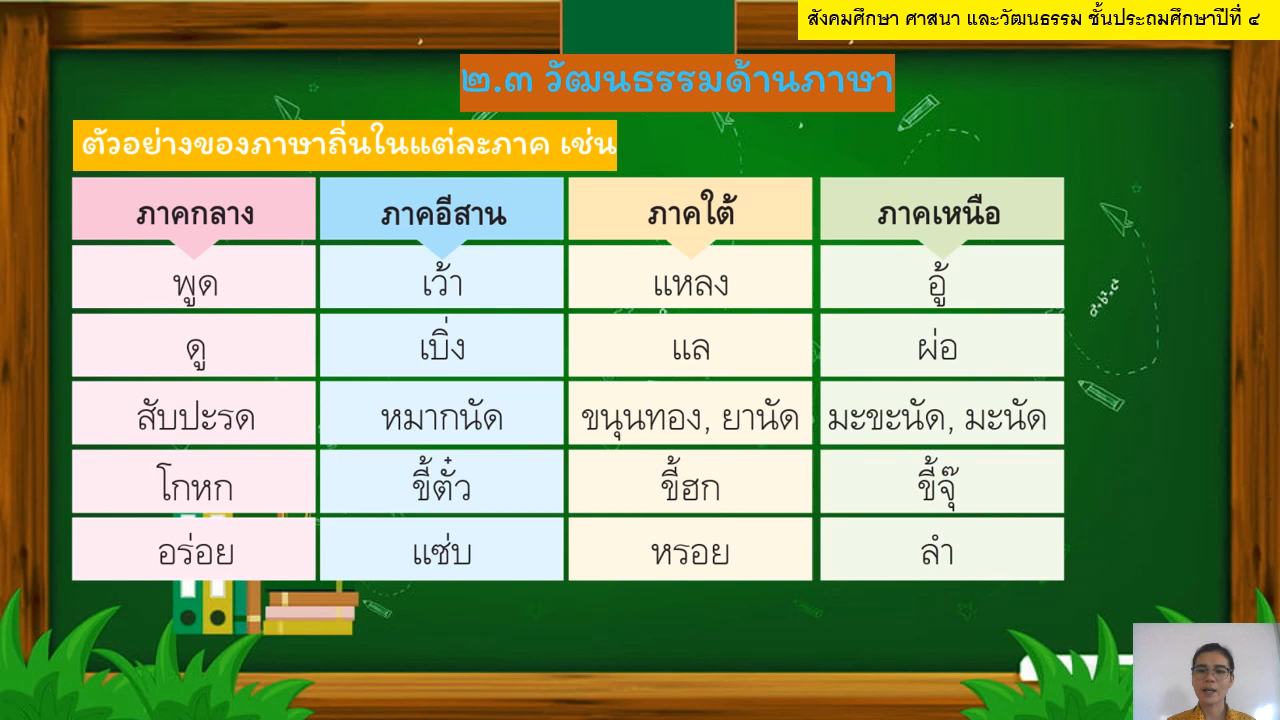 สังคมศึกษา ศาสนา และวัฒนธรรม ชั้นประถมศึกษาปีที่ ๔
๒.๓ วัฒนธรรมด้านภาษา
ตัวอย่างของภาษาถิ่นในแต่ละภาค เช่น
ภาคกลาง ภาคอีสาน ภาคใต้ ภาคเหนือ
พูด เว้า แหลง อู้
ดู เบิ่ง แล ผ่อ
สับปะรด หมากนัด ขนุนทอง, ยานัด มะขะนัด, มะนัด
โกหก ขี้ตั๋ว ขี้ฮก ขี้จุ๊
อร่อย แซ่บ หรอย ลำ